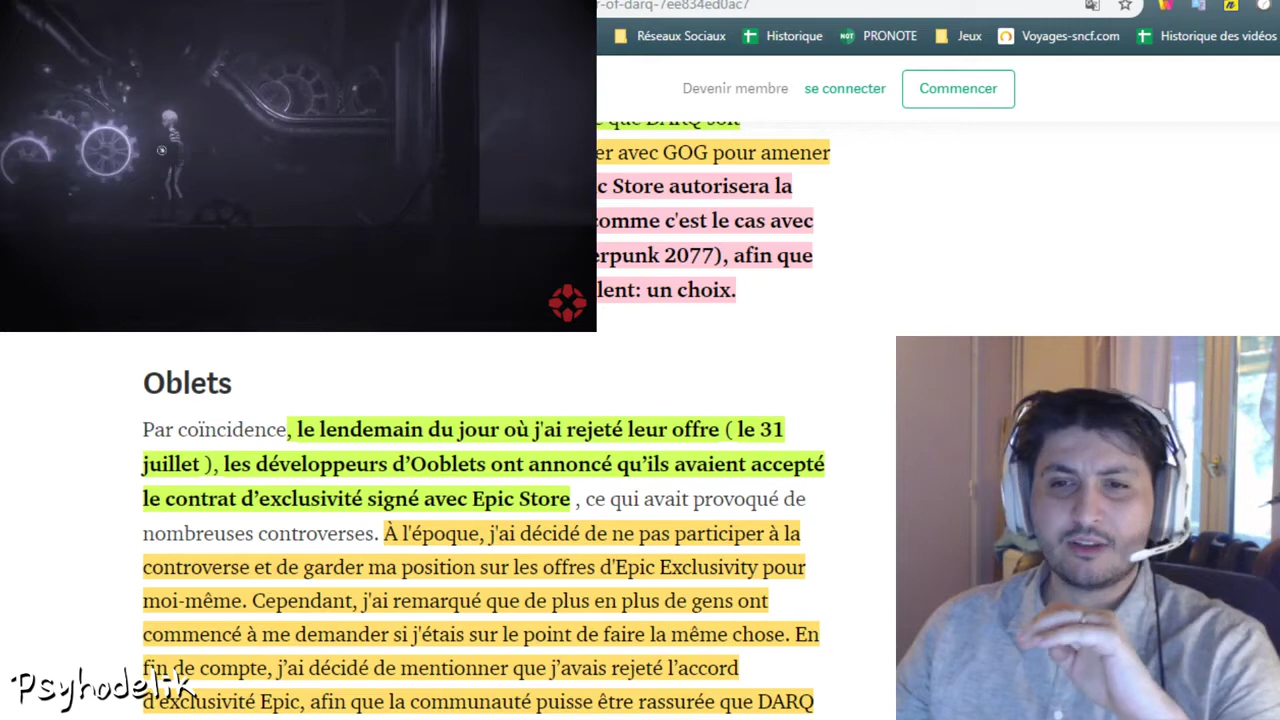 r-of-darq-7ee834ed0ac7
Réseaux Sociaux Historique PRONOTE Jeux Voyages-sncf.com Historique des vidéos
Devenir membre se connecter Commencer
que DARQ soit
er avec GOG pour amener
c Store autorisera la
comme c'est le cas avec
erpunk 2077), afin que
lent: un choix.
Oblets
Par coïncidence, le lendemain du jour où j'ai rejeté leur offre ( le 31
juillet ), les développeurs d’Ooblets ont annoncé qu’ils avaient accepté
le contrat d’exclusivité signé avec Epic Store , ce qui avait provoqué de
nombreuses controverses. À l'époque, j'ai décidé de ne pas participer à la
controverse et de garder ma position sur les offres d'Epic Exclusivity pour
moi-même. Cependant, j'ai remarqué que de plus en plus de gens ont
commencé à me demander si j'étais sur le point de faire la même chose. En
fin de compte, j’ai décidé de mentionner que j’avais rejeté l’accord
d'exclusivité Epic, afin que la communauté puisse être rassurée que DARQ
Psyhodelik